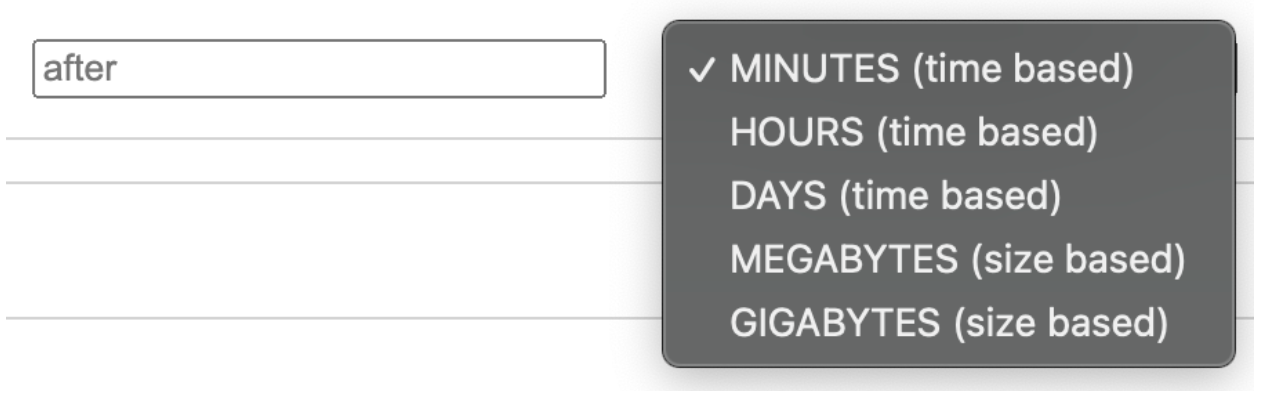 after
✓ MINUTES (time based)
HOURS (time based)
DAYS (time based)
MEGABYTES (size based)
GIGABYTES (size based)